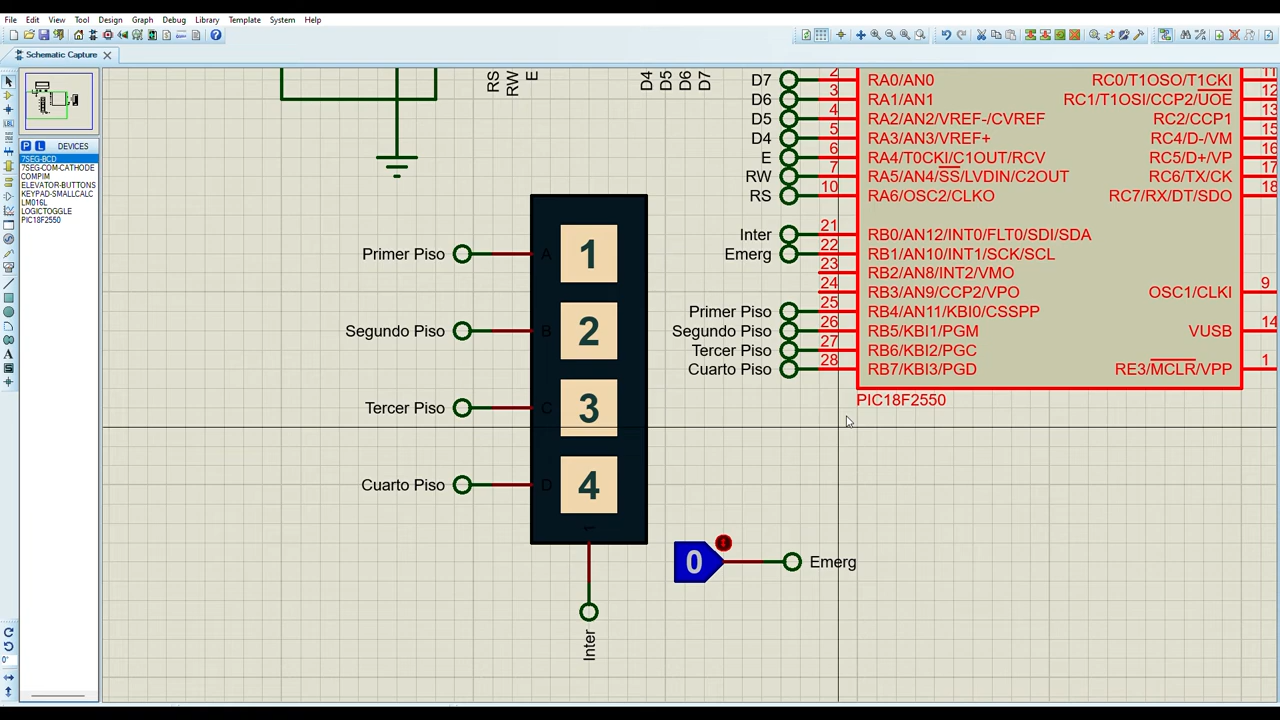 File Edit View Tool Design Graph Debug Library Template System Help
Schematic Capture
P L DEVICES
7SEG-BCD
7SEG-COM-CATHODE
COMPIM
ELEVATOR-BUTTONS
KEYPAD-SMALLCALC
LM016L
LOGICTOGGLE
PIC18F2550
RS
RW
E
D4
D5
D6
D7
D7 2 RA0/AN0 RC0/T1OSO/T1CKI 11
D6 3 RA1/AN1 RC1/T1OSI/CCP2/UOE 12
D5 4 RA2/AN2/VREF-/CVREF RC2/CCP1 13
D4 5 RA3/AN3/VREF+ RC4/D-/VM 15
E 6 RA4/T0CKI/C1OUT/RCV RC5/D+/VP 16
RW 7 RA5/AN4/SS/LVDIN/C2OUT RC6/TX/CK 17
RS 10 RA6/OSC2/CLKO RC7/RX/DT/SDO 18
Inter 21 RB0/AN12/INT0/FLT0/SDI/SDA
Emerg 22 RB1/AN10/INT1/SCK/SCL
23 RB2/AN8/INT2/VMO
24 RB3/AN9/CCP2/VPO OSC1/CLKI 9
Primer Piso 25 RB4/AN11/KBI0/CSSPP
Segundo Piso 26 RB5/KBI1/PGM VUSB 14
Tercer Piso 27 RB6/KBI2/PGC
Cuarto Piso 28 RB7/KBI3/PGD RE3/MCLR/VPP 1
PIC18F2550
Primer Piso A 1
Segundo Piso B 2
Tercer Piso C 3
Cuarto Piso D 4
0 Emerg
Inter
0°